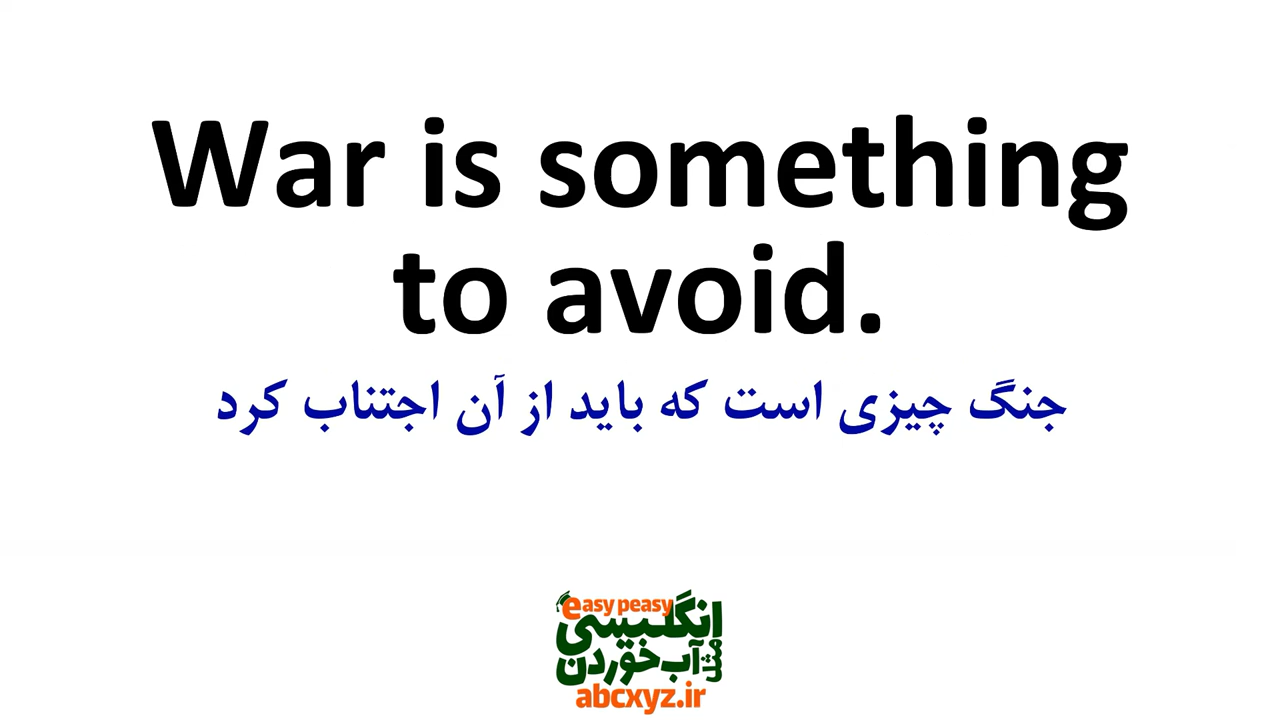 War is something
to avoid.
جنگ چیزی است که باید از آن اجتناب کرد
easy peasy
انگلیسی
مثل آب خوردن
abcxyz.ir